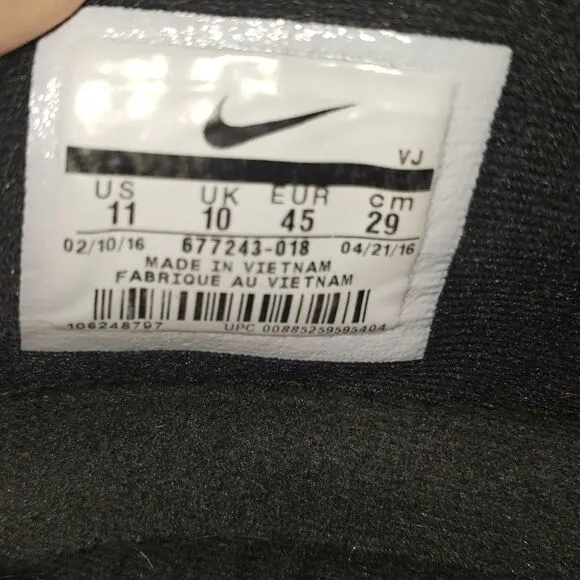 VJ
US UK EUR cm
11 10 45 29
02/10/16 677243-018 04/21/16
MADE IN VIETNAM
FABRIQUE AU VIETNAM
106248797 UPC 00885259595404